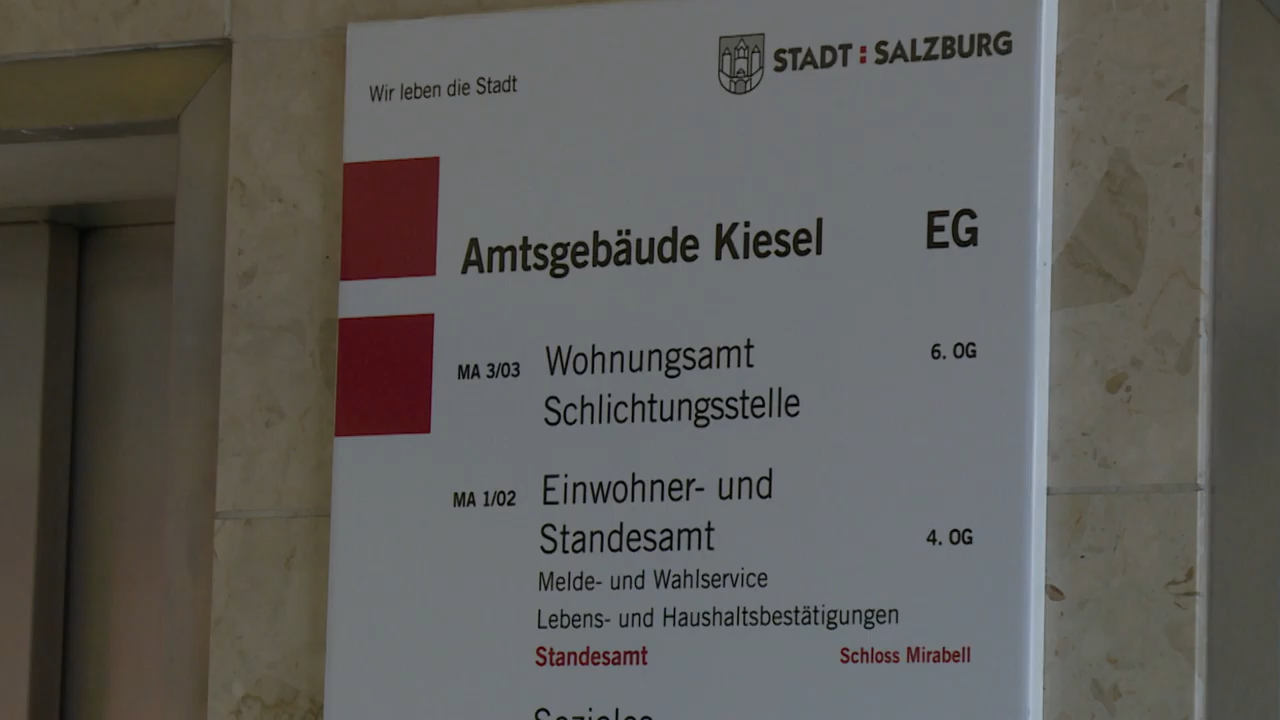 Wir leben die Stadt
STADT : SALZBURG
Amtsgebäude Kiesel EG
MA 3/03 Wohnungsamt 6. OG
Schlichtungsstelle
MA 1/02 Einwohner- und
Standesamt 4. OG
Melde- und Wahlservice
Lebens- und Haushaltsbestätigungen
Standesamt Schloss Mirabell
Soziales